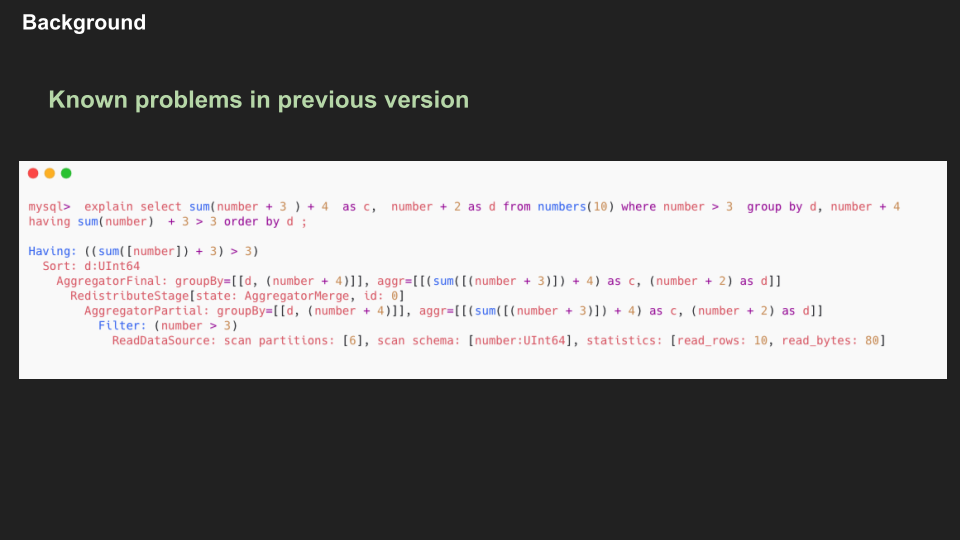 Background
Known problems in previous version
mysql>  explain select sum(number + 3 ) + 4  as c,  number + 2 as d from numbers(10) where number > 3  group by d, number + 4
having sum(number)  + 3 > 3 order by d ;
Having: ((sum([number]) + 3) > 3)
Sort: d:UInt64
AggregatorFinal: groupBy=[[d, (number + 4)]], aggr=[[(sum([(number + 3)]) + 4) as c, (number + 2) as d]]
RedistributeStage[state: AggregatorMerge, id: 0]
AggregatorPartial: groupBy=[[d, (number + 4)]], aggr=[[(sum([(number + 3)]) + 4) as c, (number + 2) as d]]
Filter: (number > 3)
ReadDataSource: scan partitions: [6], scan schema: [number:UInt64], statistics: [read_rows: 10, read_bytes: 80]